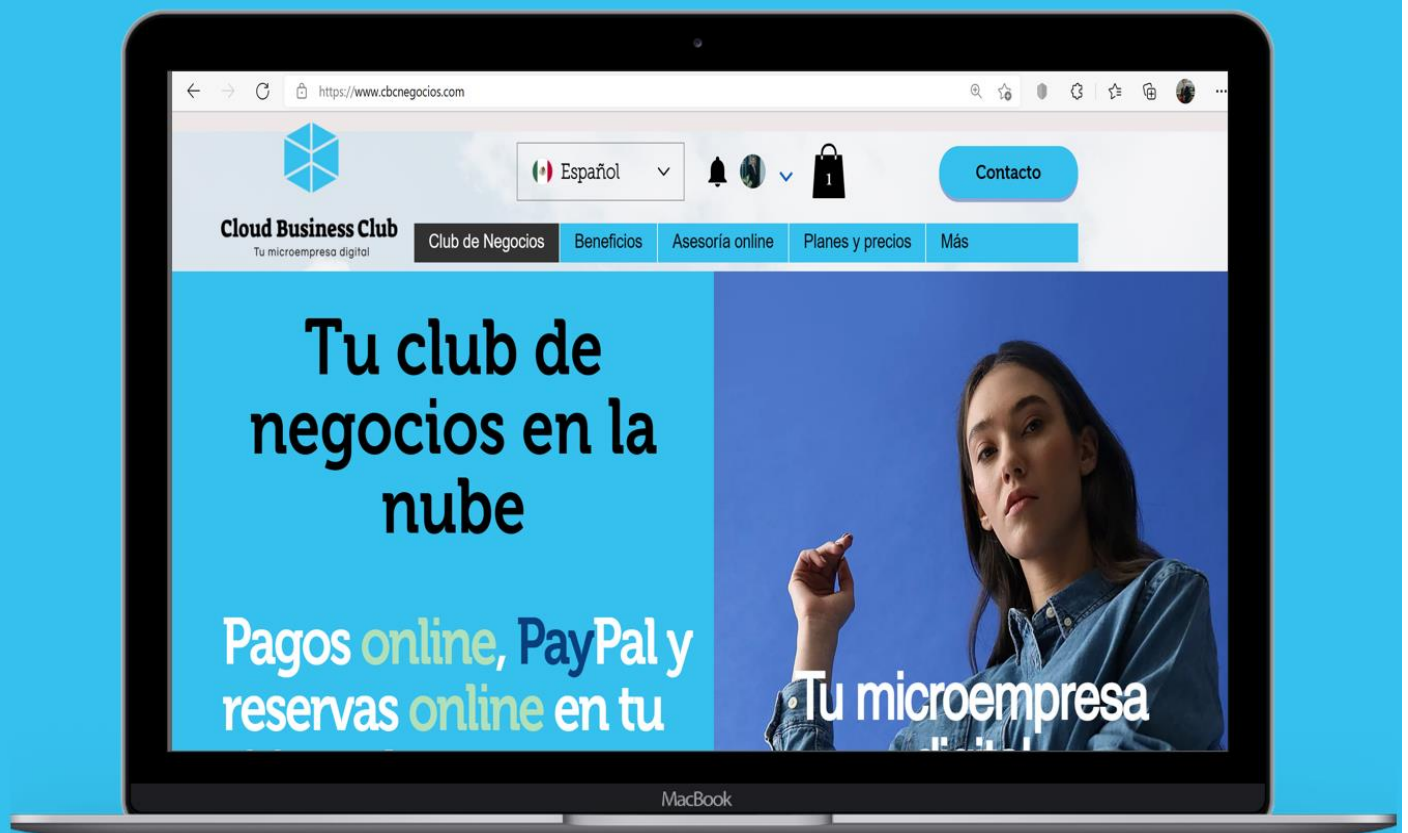 https://www.cbcnegocios.com
Español
1
Contacto
Cloud Business Club
Tu microempresa digital
Club de Negocios
Beneficios
Asesoría online
Planes y precios
Más
Tu club de
negocios en la
nube
Pagos online, PayPal y
reservas online en tu
Tu microempresa
digital
MacBook